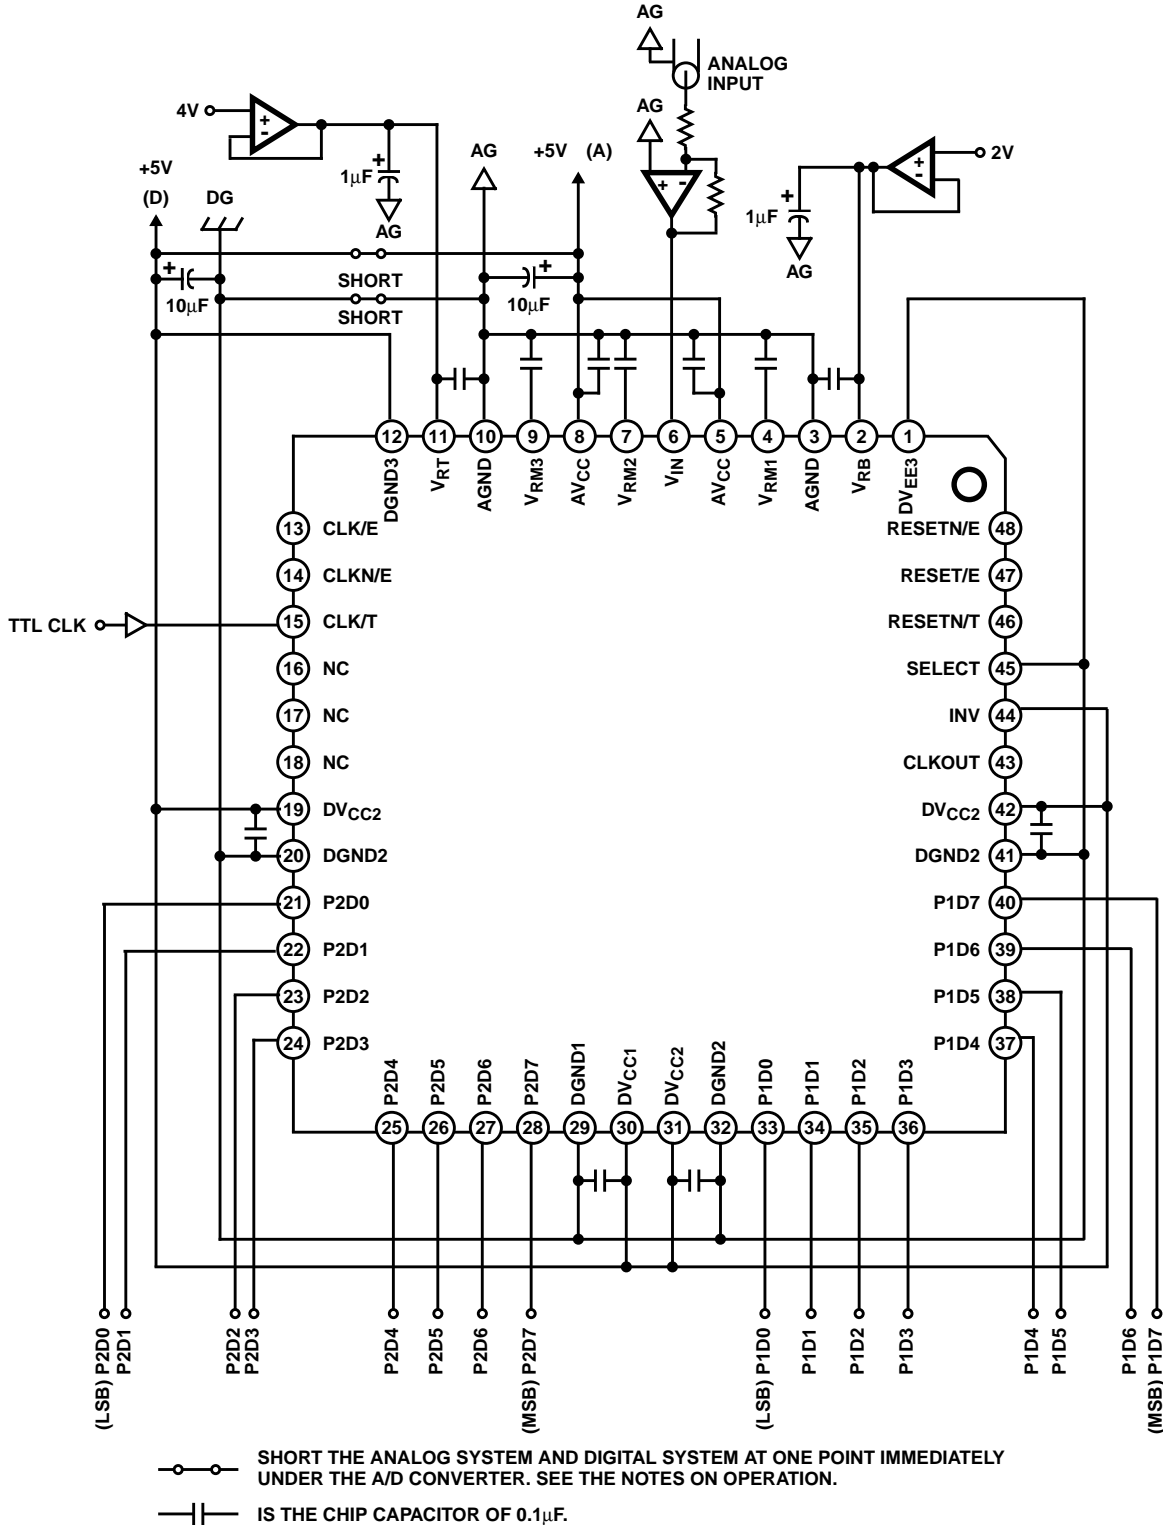 AG
ANALOG
INPUT
4V
+
-
AG
AG
+5V (A)
+ -
+
-
2V
+5V
(D)
DG
+
1µF
AG
+
1µF
AG
+
10µF
SHORT
SHORT
+
10µF
12 11 10 9 8 7 6 5 4 3 2 1
DGND3
VRT
AGND
VRM3
AVCC
VRM2
VIN
AVCC
VRM1
AGND
VRB
DVEE3
13 CLK/E
14 CLKN/E
TTL CLK
15 CLK/T
16 NC
17 NC
18 NC
19 DVCC2
20 DGND2
21 P2D0
22 P2D1
23 P2D2
24 P2D3
RESETN/E 48
RESET/E 47
RESETN/T 46
SELECT 45
INV 44
CLKOUT 43
DVCC2 42
DGND2 41
P1D7 40
P1D6 39
P1D5 38
P1D4 37
P2D4
P2D5
P2D6
P2D7
DGND1
DVCC1
DVCC2
DGND2
P1D0
P1D1
P1D2
P1D3
25 26 27 28 29 30 31 32 33 34 35 36
(LSB) P2D0
P2D1
P2D2
P2D3
P2D4
P2D5
P2D6
(MSB) P2D7
(LSB) P1D0
P1D1
P1D2
P1D3
P1D4
P1D5
P1D6
(MSB) P1D7
SHORT THE ANALOG SYSTEM AND DIGITAL SYSTEM AT ONE POINT IMMEDIATELY
UNDER THE A/D CONVERTER. SEE THE NOTES ON OPERATION.
IS THE CHIP CAPACITOR OF 0.1µF.